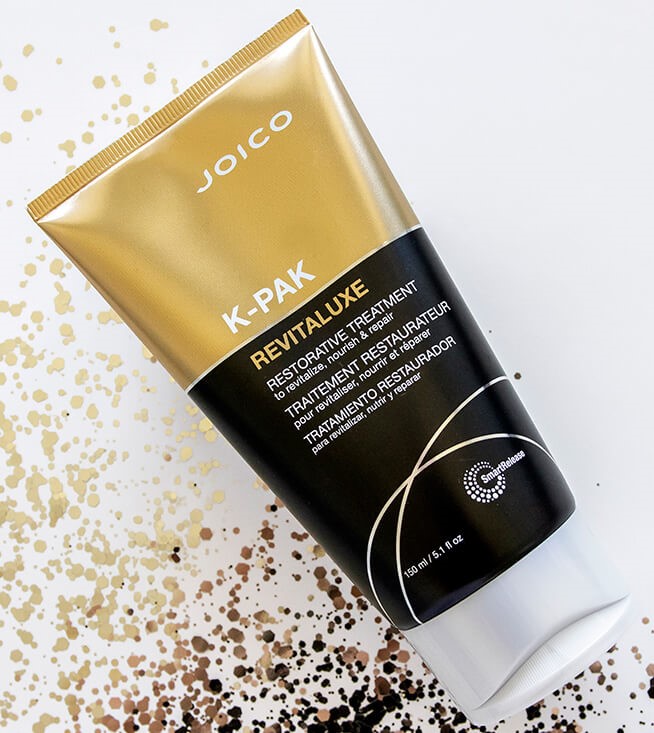 JOICO
K-PAK
REVITALUXE
RESTORATIVE TREATMENT
to revitalize, nourish & repair
TRAITEMENT RESTAURATEUR
pour revitaliser, nourrir et réparer
TRATAMIENTO RESTAURADOR
para revitalizar, nutrir y reparar
SmartRelease
150 ml / 5.1 fl oz